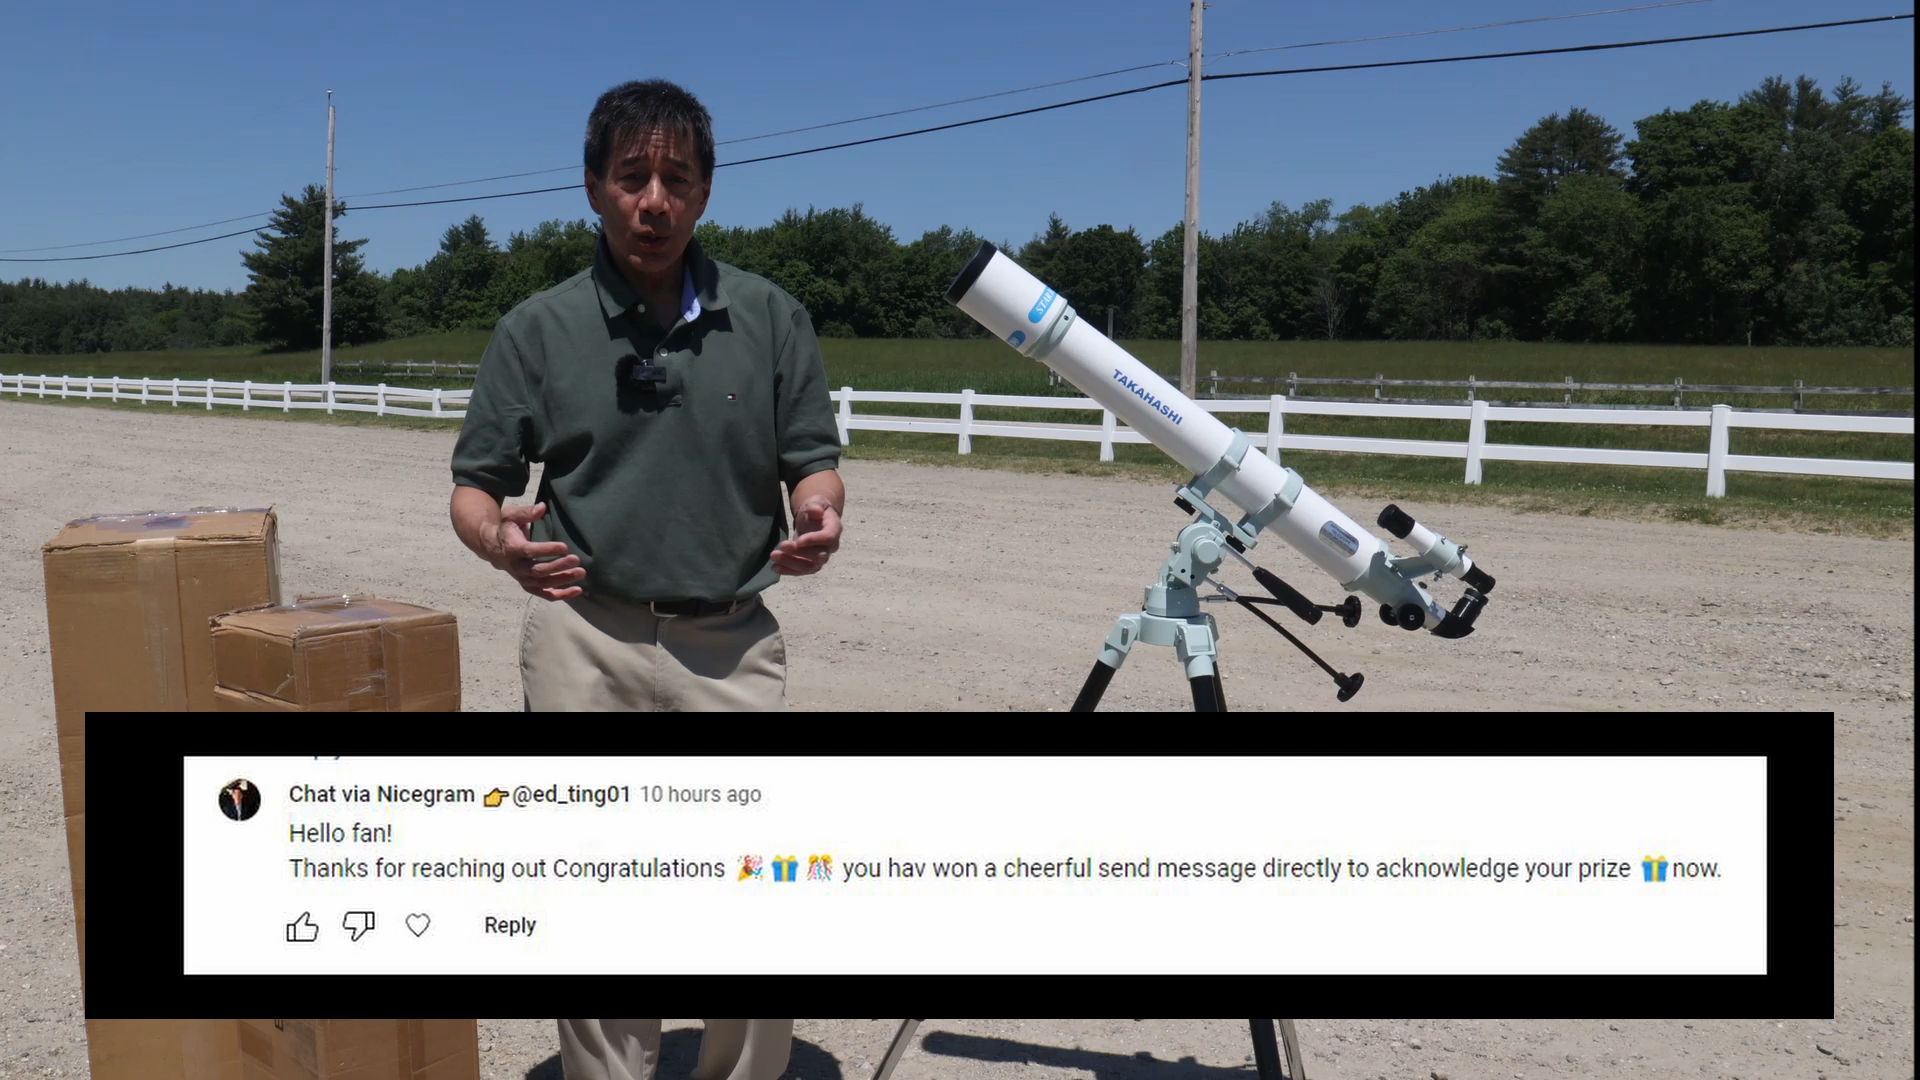 STAR
TAKAHASHI
Chat via Nicegram 👉@ed_ting01 10 hours ago
Hello fan!
Thanks for reaching out Congratulations 🎉 🎁 🎊 you hav won a cheerful send message directly to acknowledge your prize 🎁now.
Reply